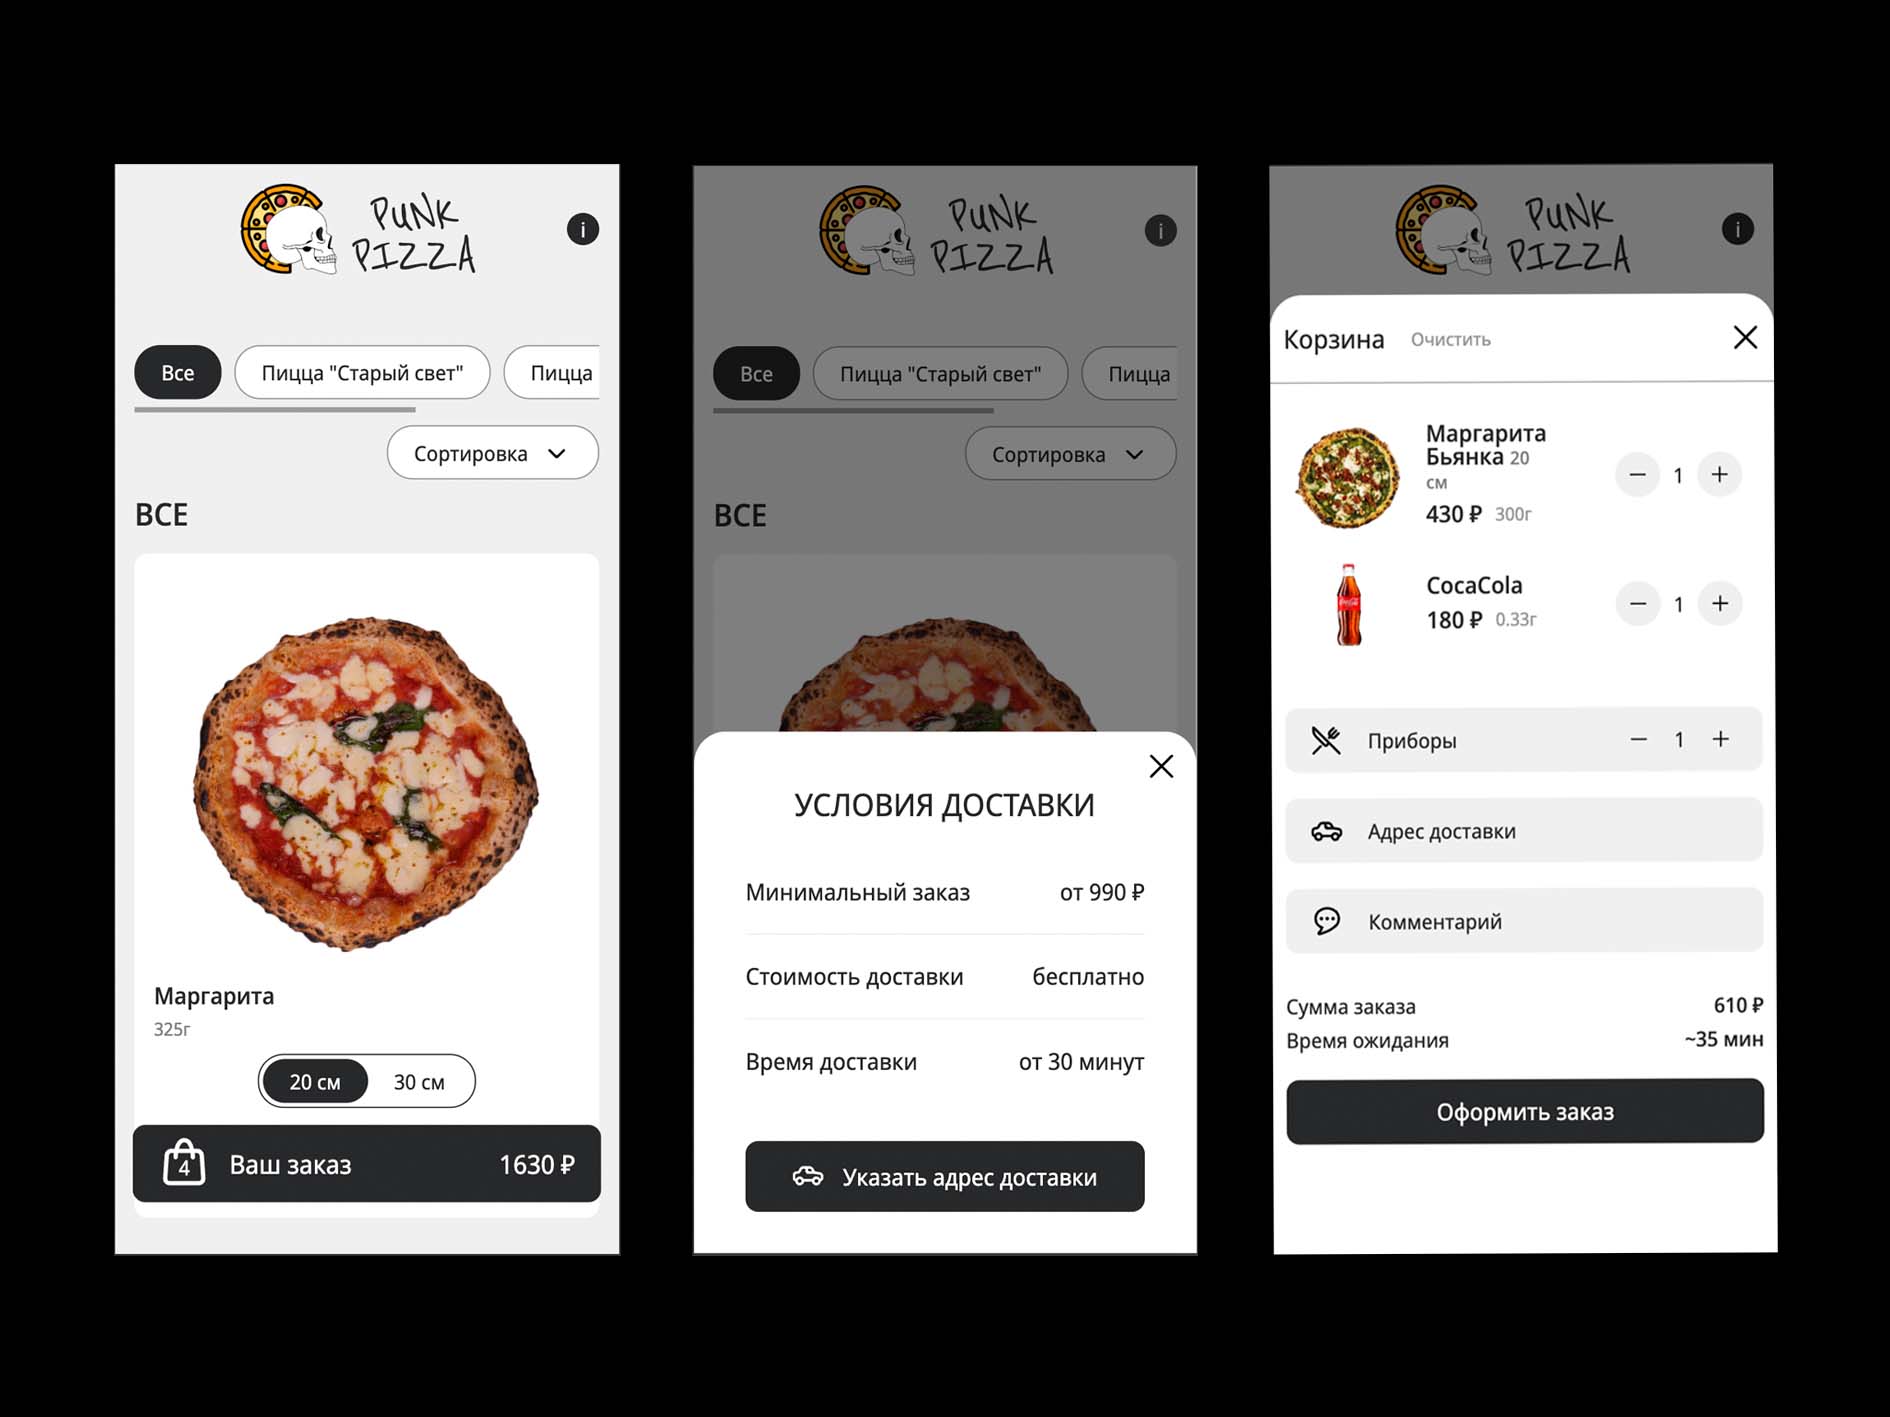 PUNK
PIZZA
i
Все
Пицца "Старый свет"
Пицца
Сортировка
ВСЕ
Маргарита
325г
20 см
30 см
4
Ваш заказ
1630 ₽
PUNK
PIZZA
i
Все
Пицца "Старый свет"
Пицца
Сортировка
ВСЕ
УСЛОВИЯ ДОСТАВКИ
Минимальный заказ
от 990 ₽
Стоимость доставки
бесплатно
Время доставки
от 30 минут
Указать адрес доставки
PUNK
PIZZA
i
Корзина
Очистить
Маргарита
Бьянка 20
см
430 ₽ 300г
1
CocaCola
180 ₽ 0.33г
1
Приборы
1
Адрес доставки
Комментарий
Сумма заказа
610 ₽
Время ожидания
~35 мин
Оформить заказ